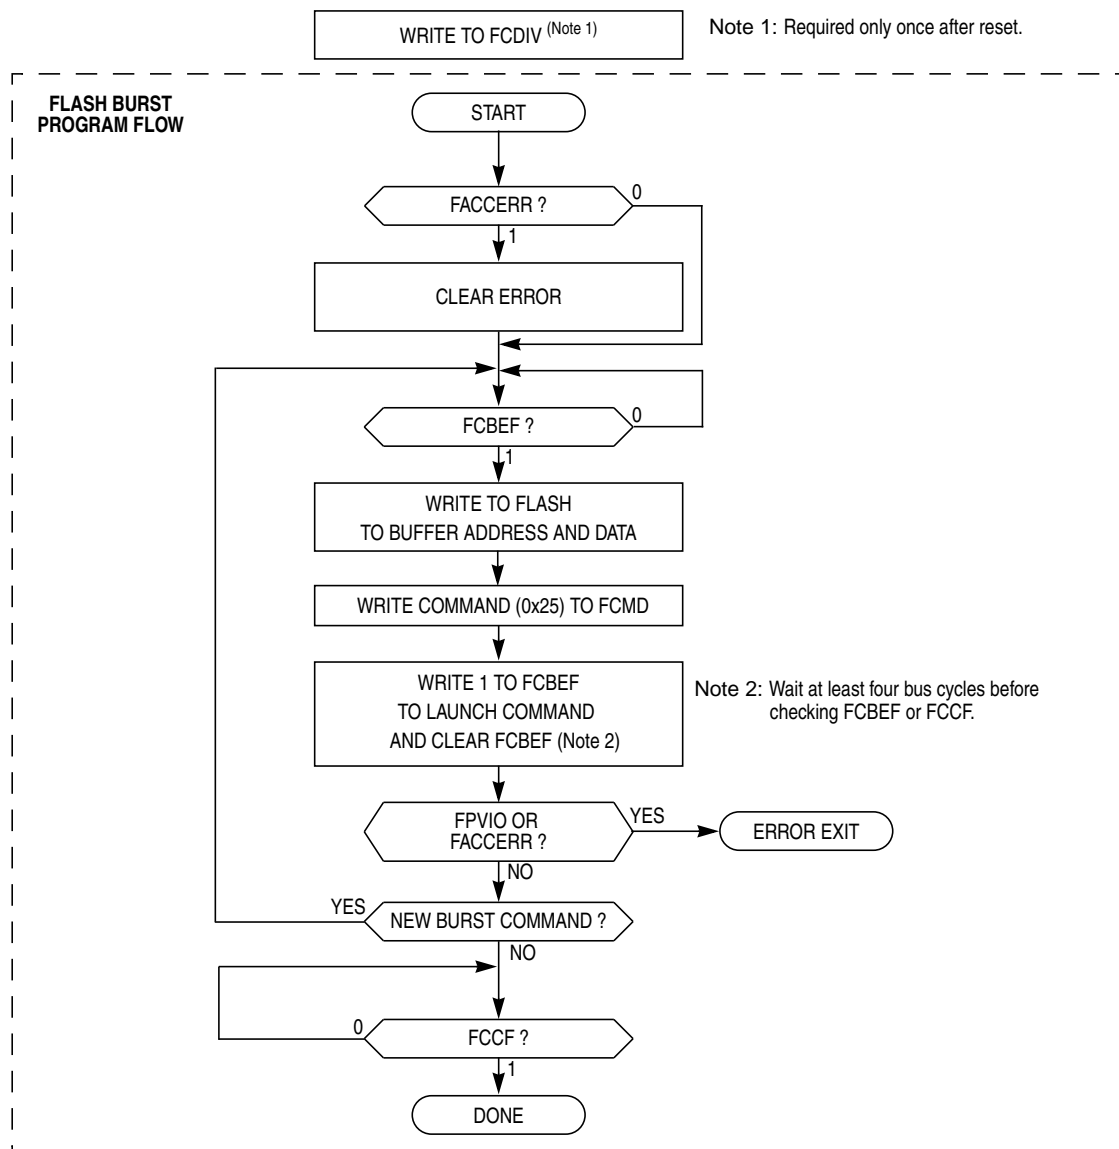 WRITE TO FCDIV (Note 1)
Note 1: Required only once after reset.
FLASH BURST
PROGRAM FLOW
START
FACCERR ?
0
1
CLEAR ERROR
FCBEF ?
0
1
WRITE TO FLASH
TO BUFFER ADDRESS AND DATA
WRITE COMMAND (0x25) TO FCMD
WRITE 1 TO FCBEF
TO LAUNCH COMMAND
AND CLEAR FCBEF (Note 2)
Note 2: Wait at least four bus cycles before
checking FCBEF or FCCF.
FPVIO OR
FACCERR ?
YES
ERROR EXIT
NO
YES
NEW BURST COMMAND ?
NO
0
FCCF ?
1
DONE